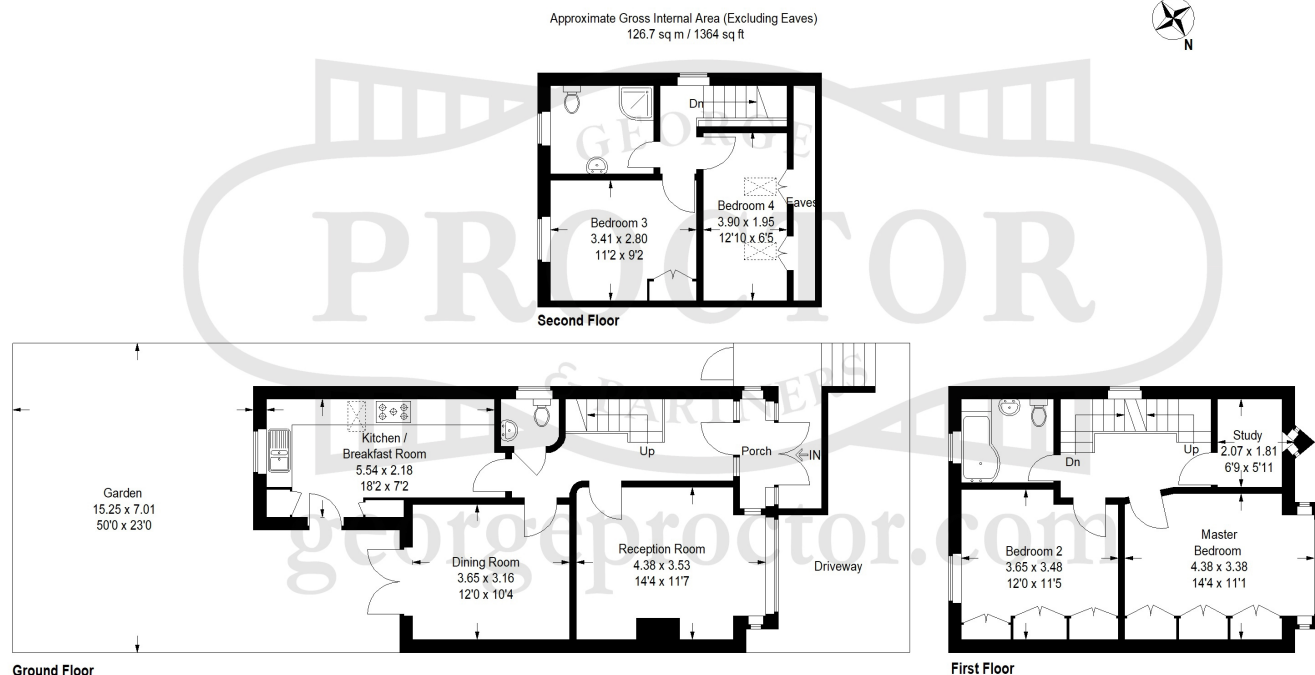 Approximate Gross Internal Area (Excluding Eaves)
126.7 sq m / 1364 sq ft
N
GEORGE
PROCTOR
& PARTNERS
georgeproctor.com
Dn
Bedroom 3
3.41 x 2.80
11'2 x 9'2
Bedroom 4
3.90 x 1.95
12'10 x 6'5
Eaves
Second Floor
Garden
15.25 x 7.01
50'0 x 23'0
Kitchen /
Breakfast Room
5.54 x 2.18
18'2 x 7'2
Up
Porch
IN
Dining Room
3.65 x 3.16
12'0 x 10'4
Reception Room
4.38 x 3.53
14'4 x 11'7
Driveway
Ground Floor
Dn
Up
Study
2.07 x 1.81
6'9 x 5'11
Bedroom 2
3.65 x 3.48
12'0 x 11'5
Master
Bedroom
4.38 x 3.38
14'4 x 11'1
First Floor